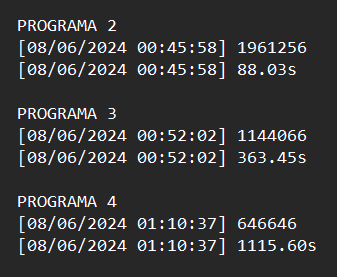 PROGRAMA 2
[08/06/2024 00:45:58] 1961256
[08/06/2024 00:45:58] 88.03s
PROGRAMA 3
[08/06/2024 00:52:02] 1144066
[08/06/2024 00:52:02] 363.45s
PROGRAMA 4
[08/06/2024 01:10:37] 646646
[08/06/2024 01:10:37] 1115.60s